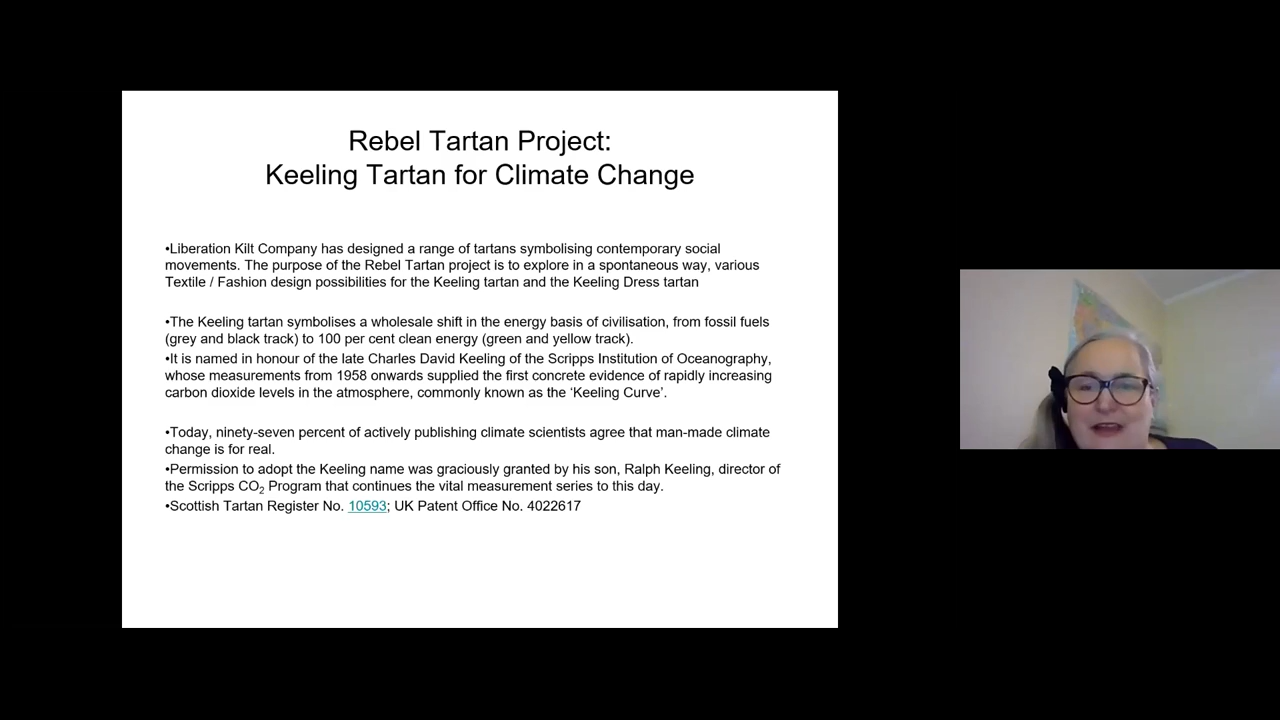 Rebel Tartan Project:
Keeling Tartan for Climate Change
•Liberation Kilt Company has designed a range of tartans symbolising contemporary social
movements. The purpose of the Rebel Tartan project is to explore in a spontaneous way, various
Textile / Fashion design possibilities for the Keeling tartan and the Keeling Dress tartan
•The Keeling tartan symbolises a wholesale shift in the energy basis of civilisation, from fossil fuels
(grey and black track) to 100 per cent clean energy (green and yellow track).
•It is named in honour of the late Charles David Keeling of the Scripps Institution of Oceanography,
whose measurements from 1958 onwards supplied the first concrete evidence of rapidly increasing
carbon dioxide levels in the atmosphere, commonly known as the ‘Keeling Curve’.
•Today, ninety-seven percent of actively publishing climate scientists agree that man-made climate
change is for real.
•Permission to adopt the Keeling name was graciously granted by his son, Ralph Keeling, director of
the Scripps CO₂ Program that continues the vital measurement series to this day.
•Scottish Tartan Register No. 10593; UK Patent Office No. 4022617